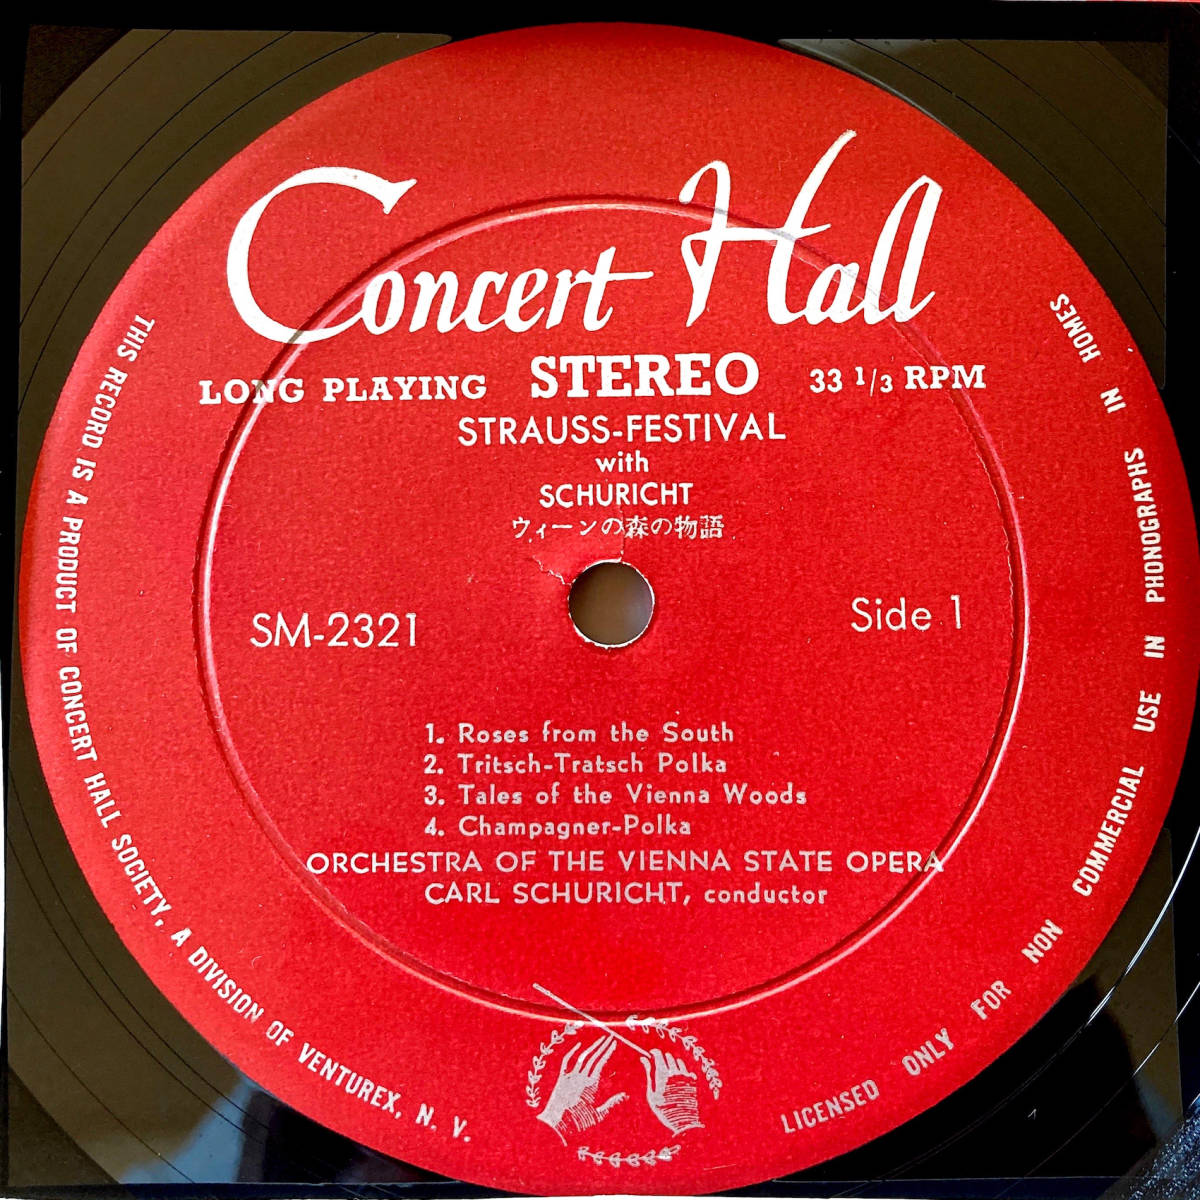 Concert Hall
LONG PLAYING STEREO 33 1/3 RPM
STRAUSS-FESTIVAL
with
SCHURICHT
ウィーンの森の物語
SM-2321 Side 1
1. Roses from the South
2. Tritsch-Tratsch Polka
3. Tales of the Vienna Woods
4. Champagner-Polka
ORCHESTRA OF THE VIENNA STATE OPERA
CARL SCHURICHT, conductor
THIS RECORD IS A PRODUCT OF CONCERT HALL SOCIETY, A DIVISION OF VENTUREX, N. V.
LICENSED ONLY FOR NON COMMERCIAL USE IN PHONOGRAPHS IN HOMES